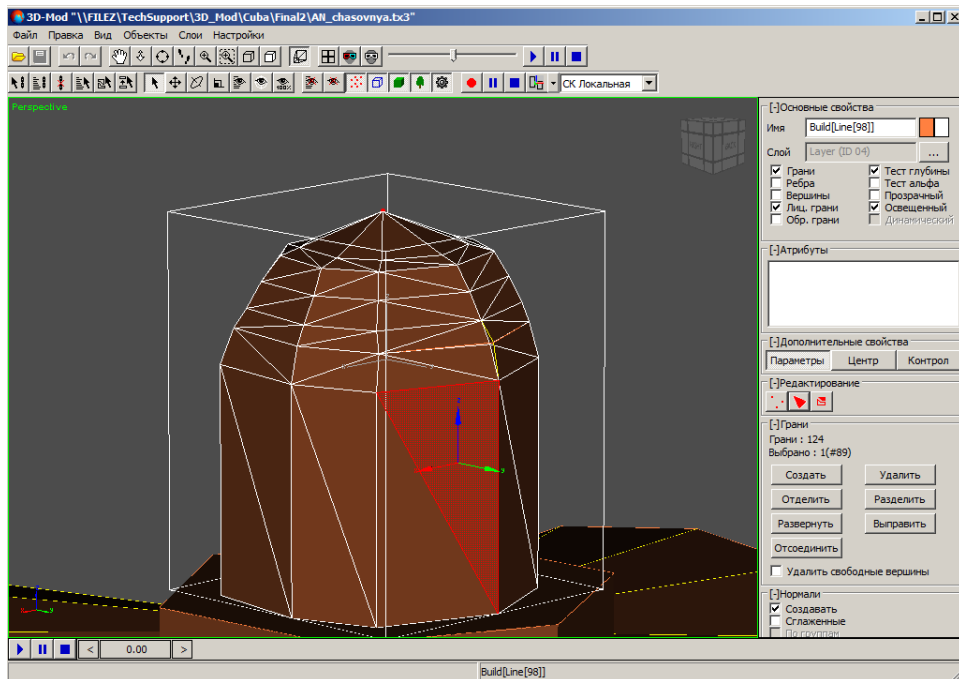 3D-Mod "\\FILEZ\TechSupport\3D_Mod\Cuba\Final2\AN_chasovnya.tx3"
Файл Правка Вид Объекты Слои Настройки
СК Локальная
Perspective
[-]Основные свойства
Имя Build[Line[98]]
Слой Layer (ID 04) ...
Грани Тест глубины
Ребра Тест альфа
Вершины Прозрачный
Лиц. грани Освещенный
Обр. грани Динамический
[-]Атрибуты
[-]Дополнительные свойства
Параметры Центр Контрол
[-]Редактирование
[-]Грани
Грани : 124
Выбрано : 1(#89)
Создать Удалить
Отделить Разделить
Развернуть Выправить
Отсоединить
Удалить свободные вершины
[-]Нормали
Создавать
Сглаженные
По группам
< 0.00 >
Build[Line[98]]